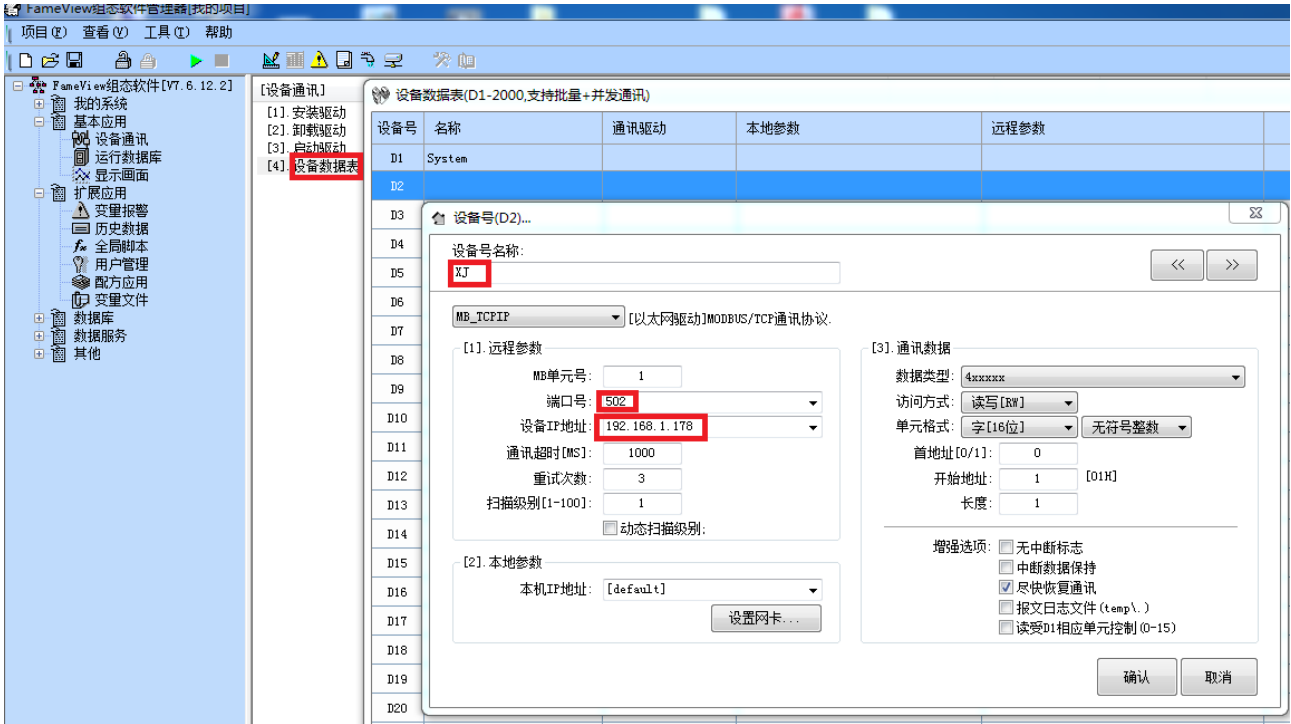 FameView组态软件管理器[我的项目]
项目(F) 查看(V) 工具(T) 帮助
FameView组态软件[V7.6.12.2]
我的系统
基本应用
设备通讯
运行数据库
显示画面
扩展应用
变量报警
历史数据
全局脚本
用户管理
配方应用
变量文件
数据库
数据服务
其他
[设备通讯]
[1].安装驱动
[2].卸载驱动
[3].启动驱动
[4].设备数据表
设备数据表(D1-2000,支持批量+并发通讯)
设备号 名称 通讯驱动 本地参数 远程参数
D1 System
D2
D3
D4
D5
D6
D7
D8
D9
D10
D11
D12
D13
D14
D15
D16
D17
D18
D19
D20
设备号(D2)...
设备号名称:
XJ
<< >>
MB_TCPIP [以太网驱动]MODBUS/TCP通讯协议.
[1].远程参数
MB单元号: 1
端口号: 502
设备IP地址: 192.168.1.178
通讯超时[MS]: 1000
重试次数: 3
扫描级别[1-100]: 1
动态扫描级别;
[2].本地参数
本机IP地址: [default]
设置网卡...
[3].通讯数据
数据类型: 4xxxxx
访问方式: 读写[RW]
单元格式: 字[16位] 无符号整数
首地址[0/1]: 0
开始地址: 1 [01H]
长度: 1
增强选项: 无中断标志
中断数据保持
尽快恢复通讯
报文日志文件(temp\.)
读受D1相应单元控制(0-15)
确认 取消